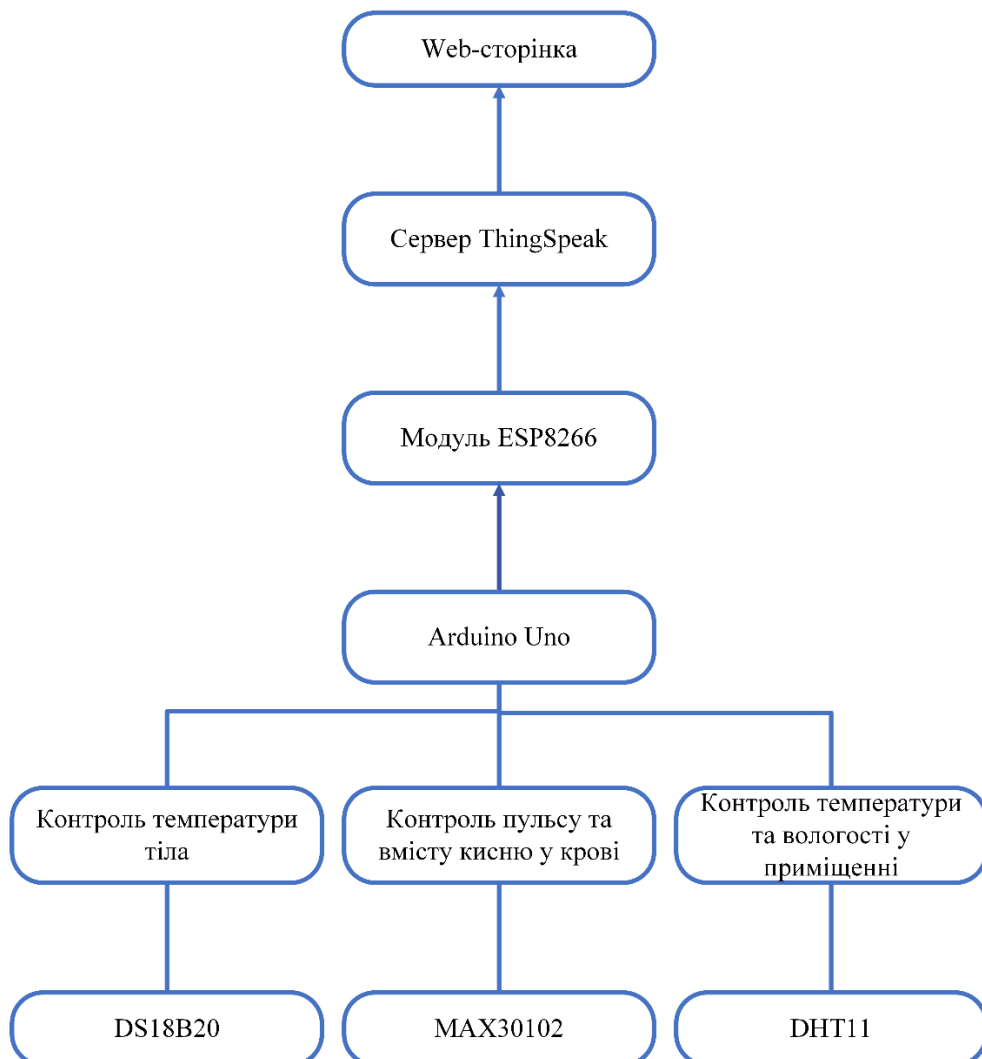 Web-сторінка
Сервер ThingSpeak
Модуль ESP8266
Arduino Uno
Контроль температури
тіла
Контроль пульсу та
вмісту кисню у крові
Контроль температури
та вологості у
приміщенні
DS18B20
MAX30102
DHT11